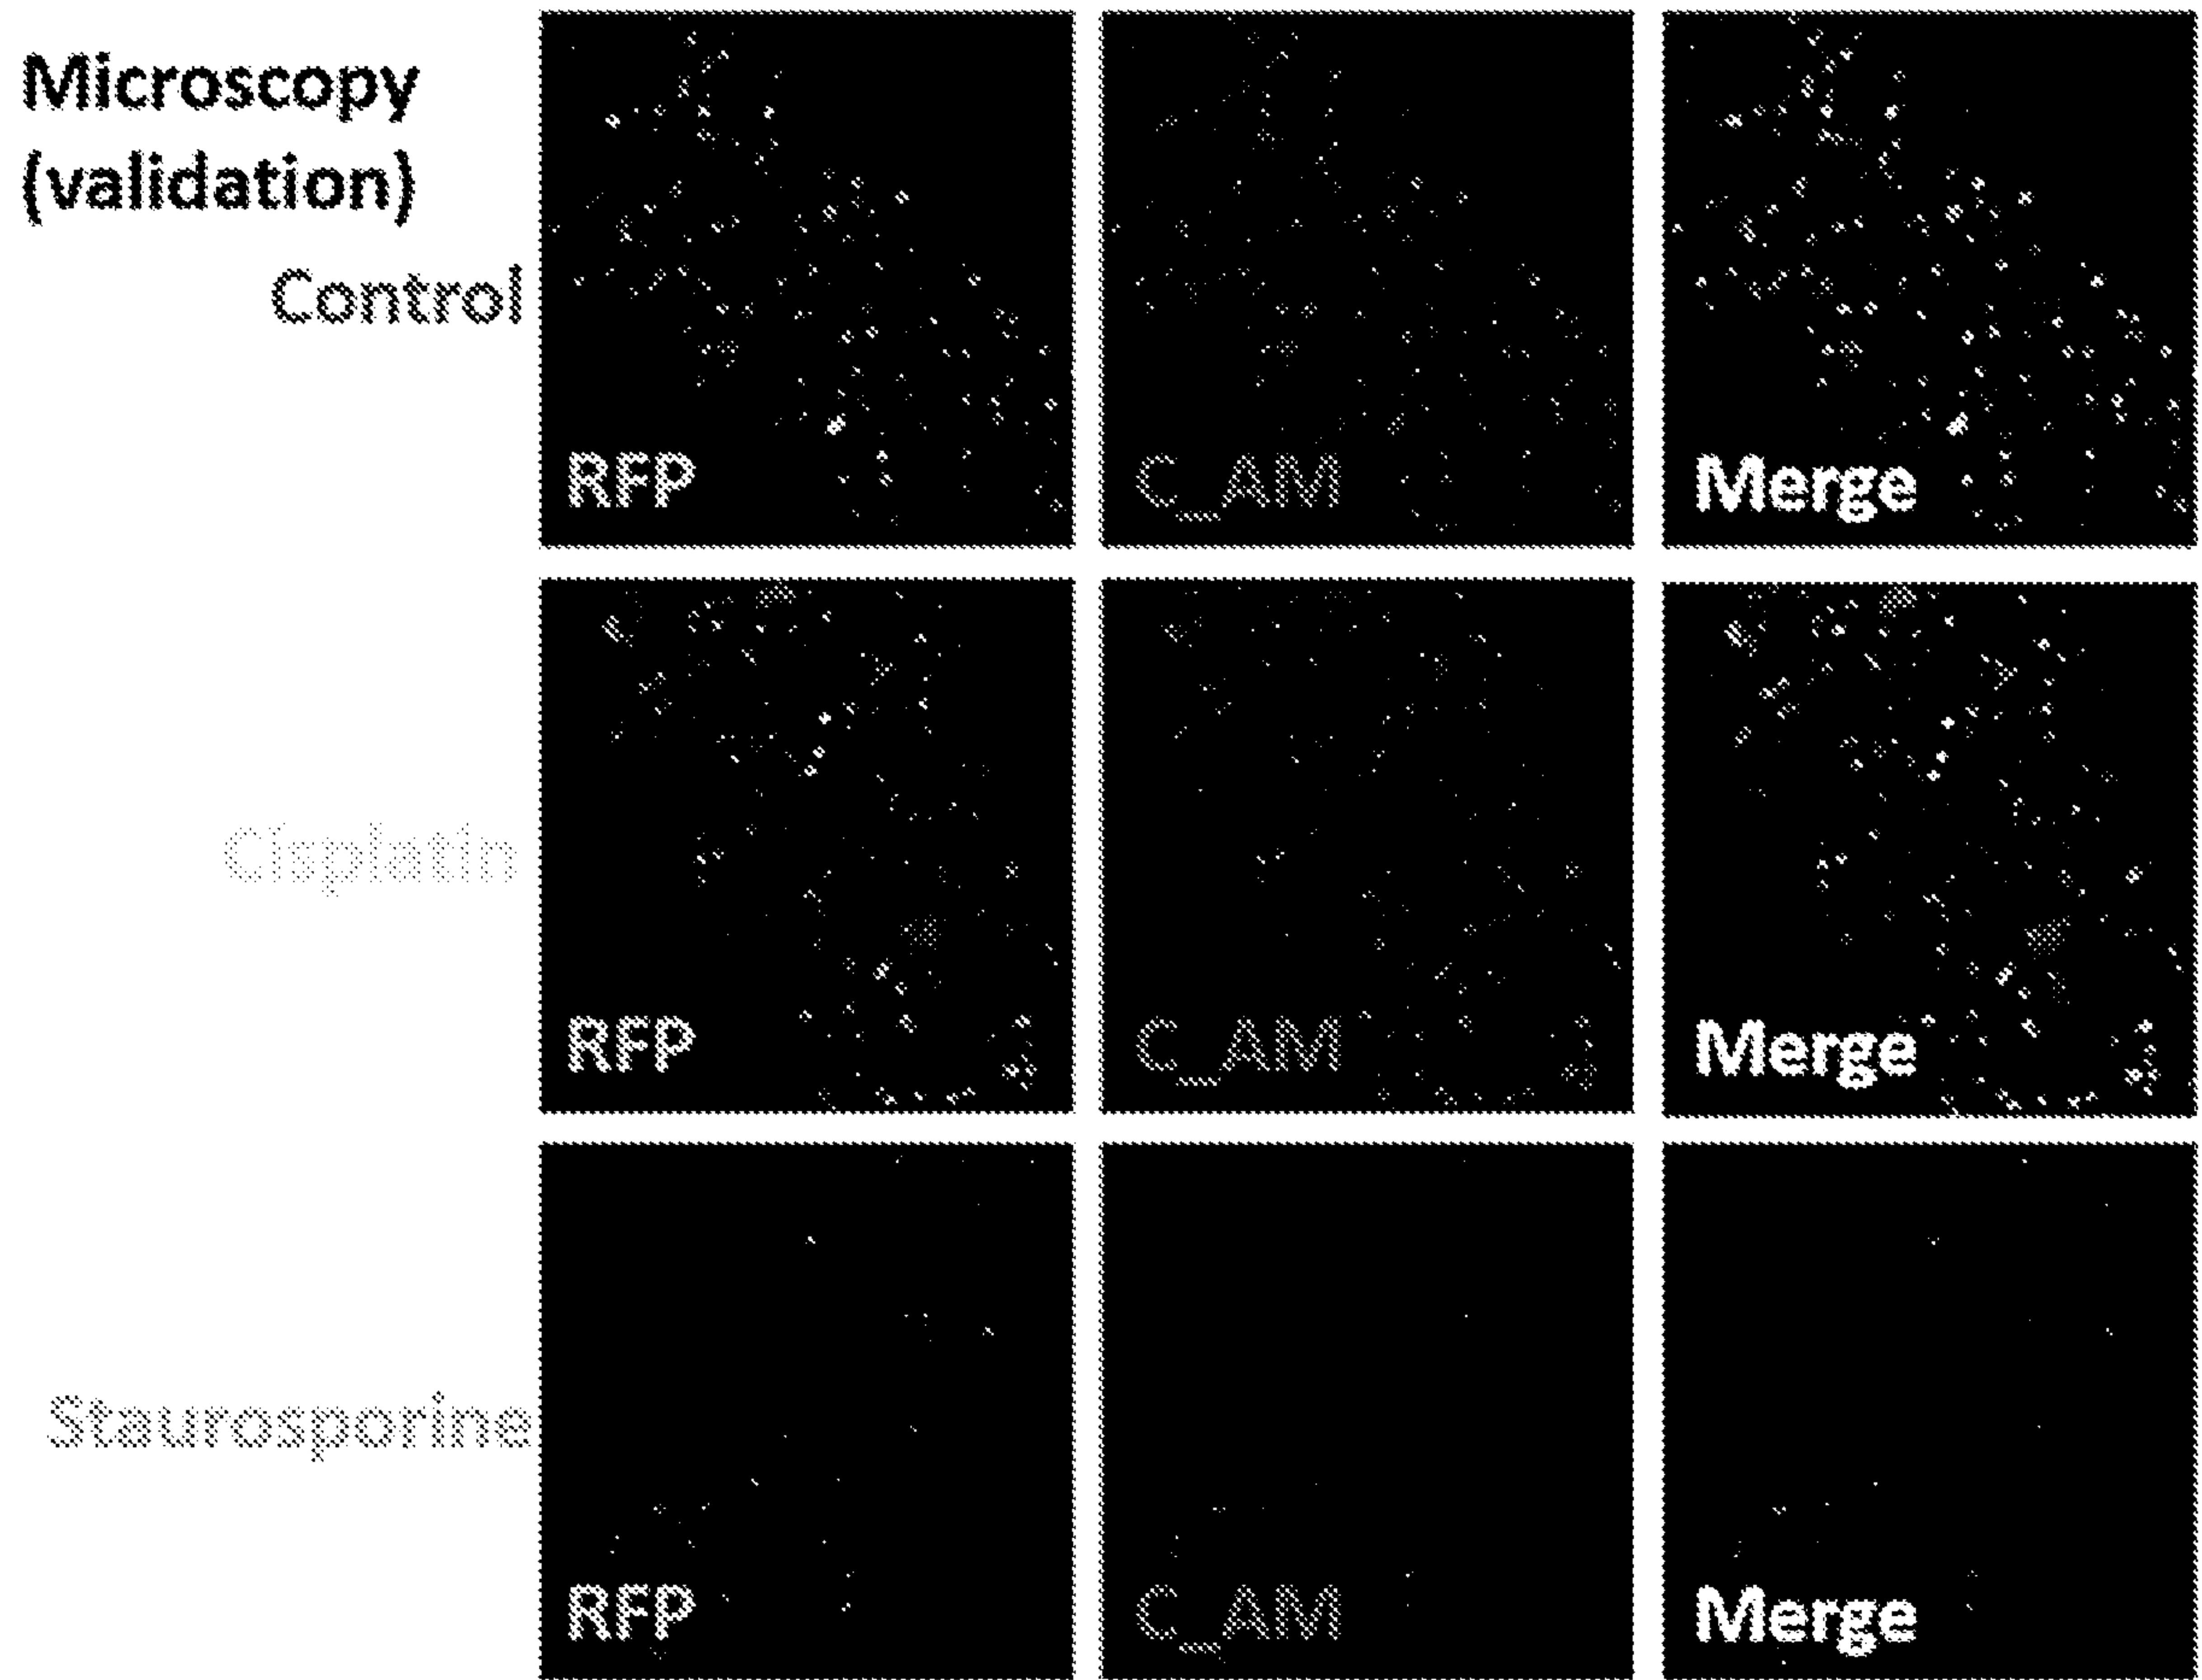 Microscopy
(validation)
Control
RFP
C_AM
Merge
Cisplatin
RFP
C_AM
Merge
Staurosporine
RFP
C_AM
Merge